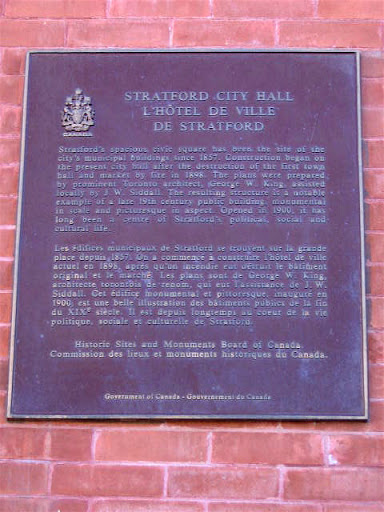 STRATFORD CITY HALL
L'HÔTEL DE VILLE
DE STRATFORD
Stratford's spacious civic square has been the site of the
city's municipal buildings since 1857. Construction began on
the present city hall after the destruction of the first town
hall and market by fire in 1898. The plans were prepared
by prominent Toronto architect, George W. King, assisted
locally by J. W. Siddall. The resulting structure is a notable
example of a late 19th century public building, monumental
in scale and picturesque in aspect. Opened in 1900, it has
long been a centre of Stratford's political, social and
cultural life.
Les Édifices municipaux de Stratford se trouvent sur la grande
place depuis 1857. On a commencé à construire l'hôtel de ville
actuel en 1898, après qu'un incendie eut détruit le bâtiment
original et le marché. Les plans sont de George W. King,
architecte torontois de renom, qui eut l'assistance de J. W.
Siddall. Cet édifice monumental et pittoresque, inauguré en
1900, est une belle illustration des bâtiments publics de la fin
du XIXe siècle. Il est depuis longtemps au coeur de la vie
politique, sociale et culturelle de Stratford.
Historic Sites and Monuments Board of Canada.
Commission des lieux et monuments historiques du Canada.
Government of Canada - Gouvernement du Canada